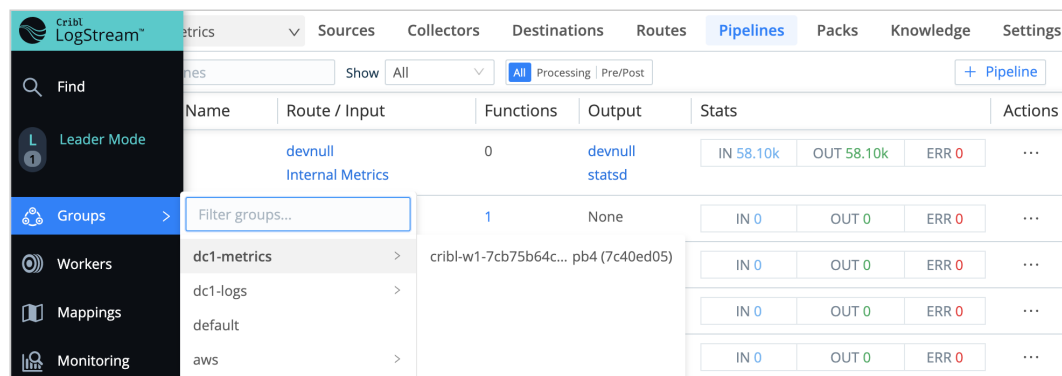 Cribl
LogStream™
etrics
Sources
Collectors
Destinations
Routes
Pipelines
Packs
Knowledge
Settings
Find
nes
Show
All
All Processing Pre/Post
+ Pipeline
Name
Route / Input
Functions
Output
Stats
Actions
L
1
Leader Mode
devnull
Internal Metrics
0
devnull
statsd
IN 58.10k
OUT 58.10k
ERR 0
...
Groups
Filter groups...
1
None
IN 0
OUT 0
ERR 0
...
Workers
dc1-metrics
cribl-w1-7cb75b64c... pb4 (7c40ed05)
IN 0
OUT 0
ERR 0
...
dc1-logs
Mappings
default
IN 0
OUT 0
ERR 0
...
Monitoring
aws
IN 0
OUT 0
ERR 0
...